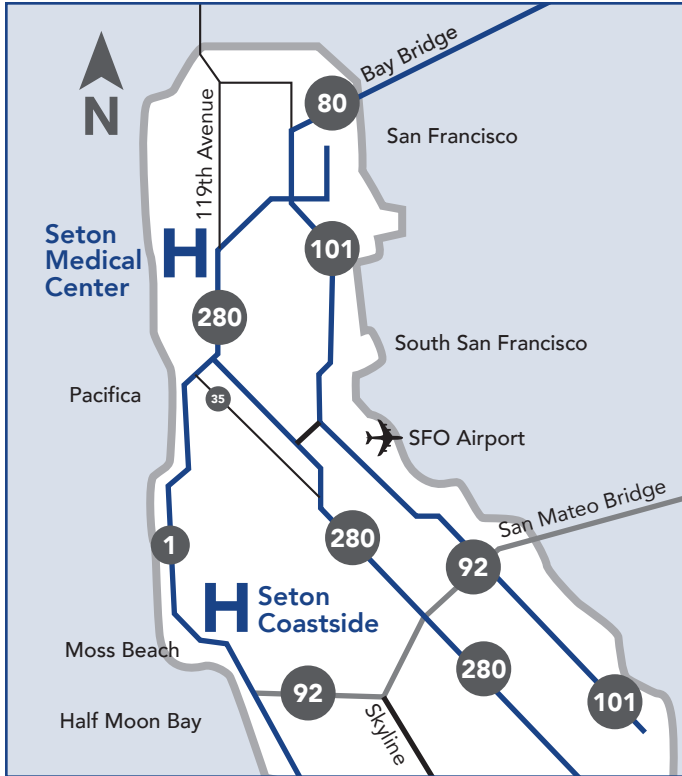 Bay Bridge
N
80
119th Avenue
San Francisco
Seton
Medical
Center
H
101
280
South San Francisco
Pacifica
35
SFO Airport
San Mateo Bridge
280
1
92
H
Seton
Coastside
Moss Beach
280
92
101
Half Moon Bay
Skyline